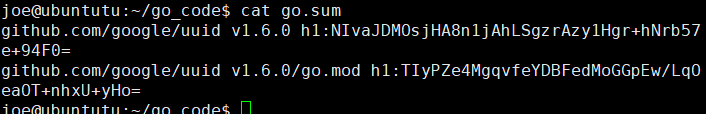 joe@ubuntutu:~/go_code$ cat go.sum
github.com/google/uuid v1.6.0 h1:NIvaJDMOsjHA8n1jAhLSgzrAzy1Hgr+hNrb57
e+94F0=
github.com/google/uuid v1.6.0/go.mod h1:TIyPZe4MgqvfeYDBFedMoGGpEw/LqO
eaOT+nhxU+yHo=
joe@ubuntutu:~/go_code$